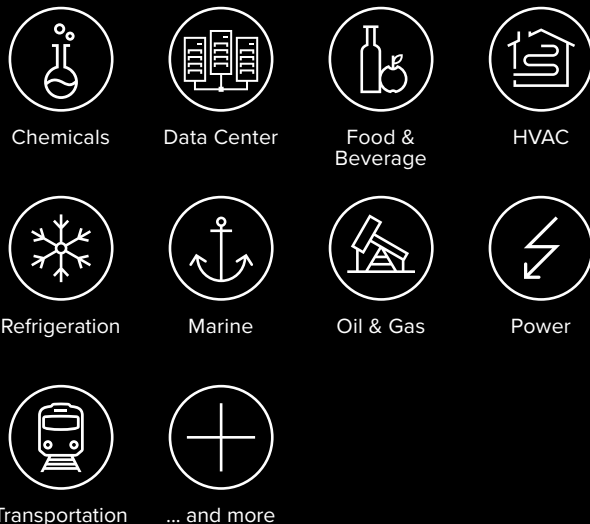 Chemicals
Data Center
Food &
Beverage
HVAC
Refrigeration
Marine
Oil & Gas
Power
Transportation
... and more